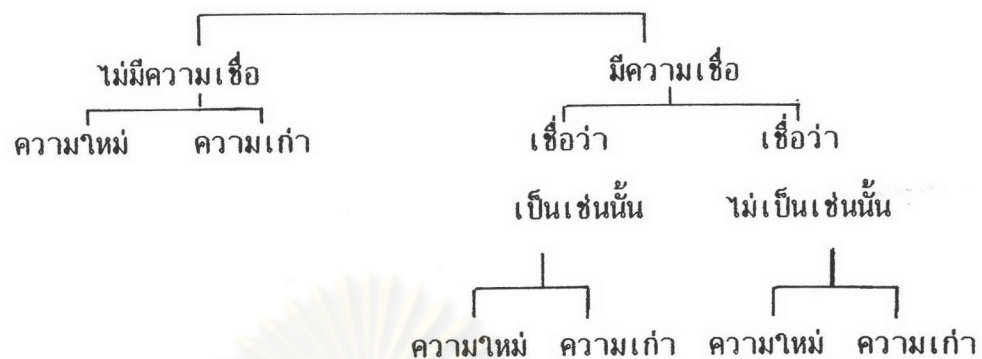 ไม่มีความเชื่อ มีความเชื่อ
ความใหม่ ความเก่า เชื่อว่า เชื่อว่า
เป็นเช่นนั้น ไม่เป็นเช่นนั้น
ความใหม่ ความเก่า ความใหม่ ความเก่า